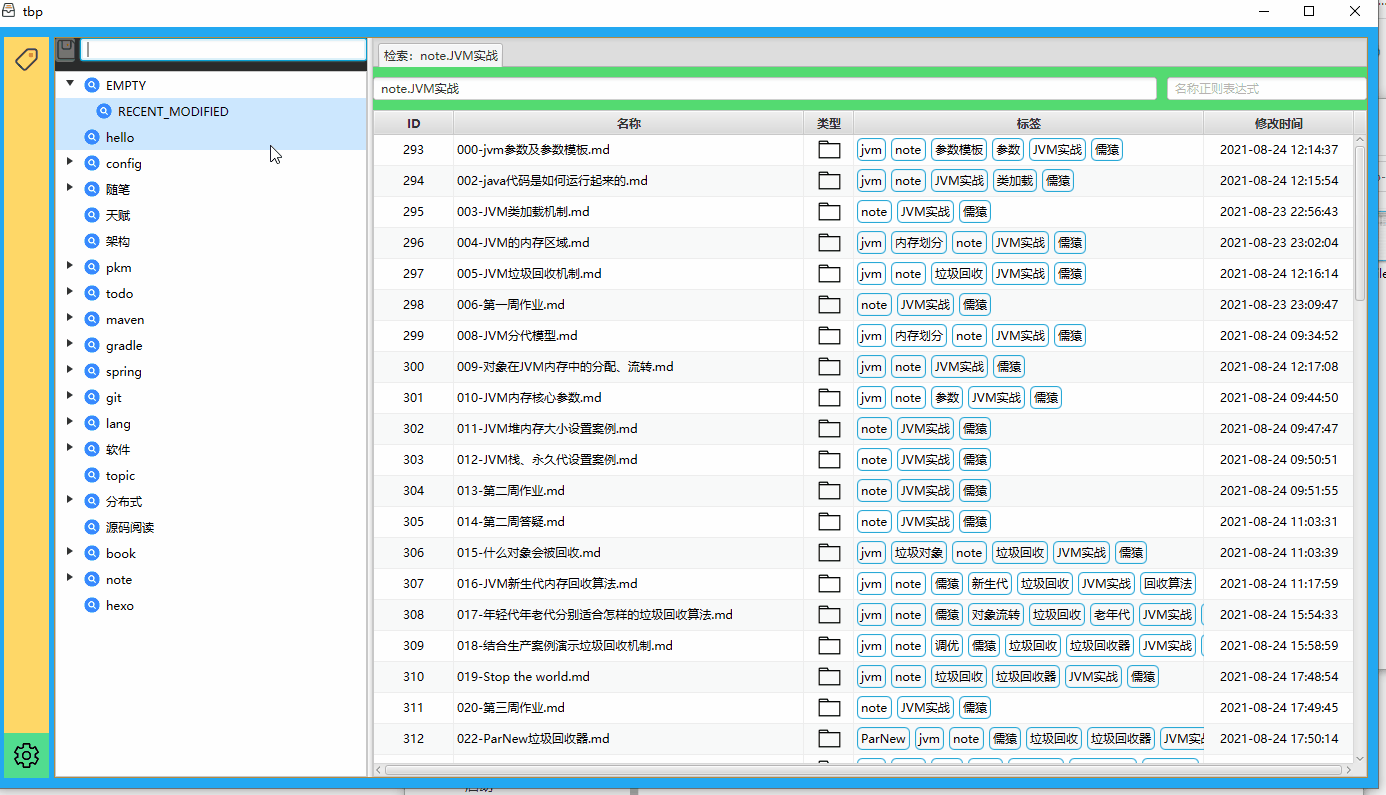 tbp
检索：note.JVM实战
EMPTY
RECENT_MODIFIED
hello
config
随笔
天赋
架构
pkm
todo
maven
gradle
spring
git
lang
软件
topic
分布式
源码阅读
book
note
hexo
note.JVM实战 名称正则表达式
ID 名称 类型 标签 修改时间
293 000-jvm参数及参数模板.md jvm note 参数模板 参数 JVM实战 儒猿 2021-08-24 12:14:37
294 002-java代码是如何运行起来的.md jvm note JVM实战 类加载 儒猿 2021-08-24 12:15:54
295 003-JVM类加载机制.md note JVM实战 儒猿 2021-08-23 22:56:43
296 004-JVM的内存区域.md jvm 内存划分 note JVM实战 儒猿 2021-08-23 23:02:04
297 005-JVM垃圾回收机制.md jvm note 垃圾回收 JVM实战 儒猿 2021-08-24 12:16:14
298 006-第一周作业.md note JVM实战 儒猿 2021-08-23 23:09:47
299 008-JVM分代模型.md jvm 内存划分 note JVM实战 儒猿 2021-08-24 09:34:52
300 009-对象在JVM内存中的分配、流转.md jvm note JVM实战 儒猿 2021-08-24 12:17:08
301 010-JVM内存核心参数.md jvm note 参数 JVM实战 儒猿 2021-08-24 09:44:50
302 011-JVM堆内存大小设置案例.md note JVM实战 儒猿 2021-08-24 09:47:47
303 012-JVM栈、永久代设置案例.md note JVM实战 儒猿 2021-08-24 09:50:51
304 013-第二周作业.md note JVM实战 儒猿 2021-08-24 09:51:55
305 014-第二周答疑.md note JVM实战 儒猿 2021-08-24 11:03:31
306 015-什么对象会被回收.md jvm 垃圾对象 note 垃圾回收 JVM实战 儒猿 2021-08-24 11:03:39
307 016-JVM新生代内存回收算法.md jvm note 儒猿 新生代 垃圾回收 JVM实战 回收算法 2021-08-24 11:17:59
308 017-年轻代年老代分别适合怎样的垃圾回收算法.md jvm note 儒猿 对象流转 垃圾回收 老年代 JVM实战 2021-08-24 15:54:33
309 018-结合生产案例演示垃圾回收机制.md jvm note 调优 儒猿 垃圾回收 垃圾回收器 JVM实战 2021-08-24 15:58:59
310 019-Stop the world.md jvm note 垃圾回收 垃圾回收器 JVM实战 儒猿 2021-08-24 17:48:54
311 020-第三周作业.md note JVM实战 儒猿 2021-08-24 17:49:45
312 022-ParNew垃圾回收器.md ParNew jvm note 儒猿 垃圾回收 垃圾回收器 JVM实 2021-08-24 17:50:14